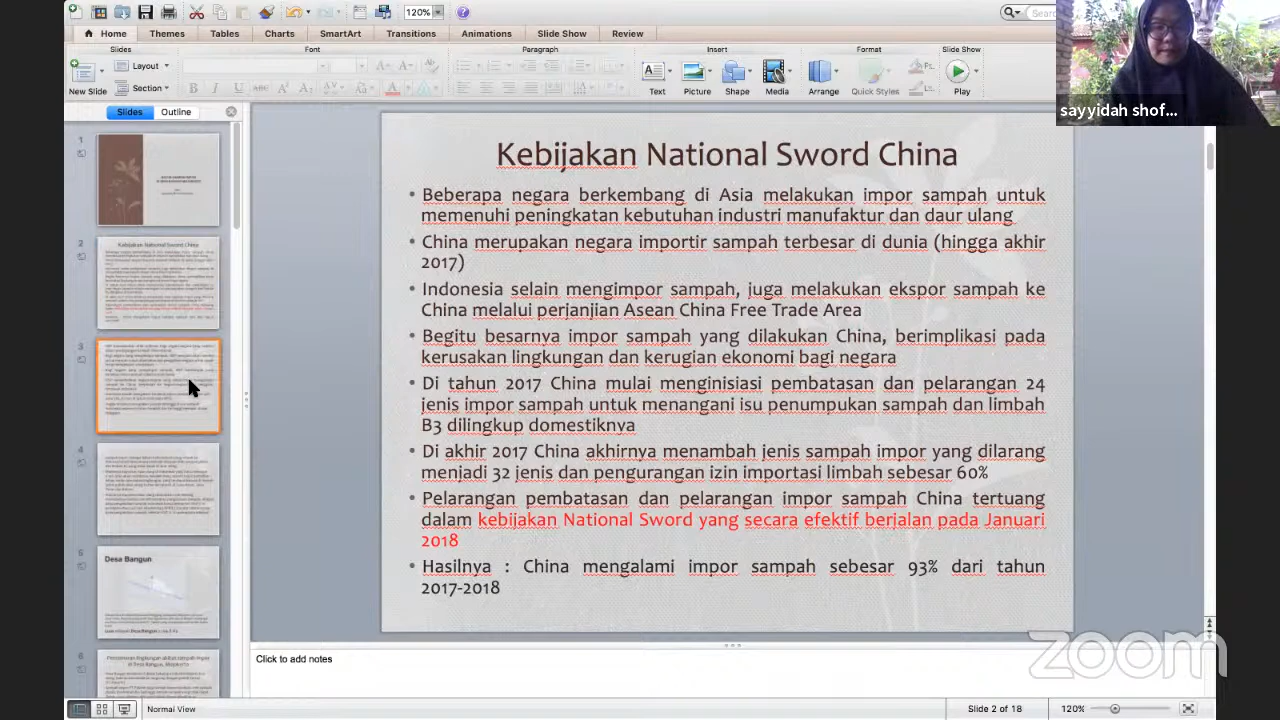 120%
Search
Home
Themes
Tables
Charts
SmartArt
Transitions
Animations
Slide Show
Review
Slides
Font
Paragraph
Insert
Format
Slide Show
New Slide
Layout
Section
Text
Picture
Shape
Media
Arrange
Quick Styles
Play
sayyidah shof...
Slides
Outline
1
2
Kebijakan National Sword China
3
4
5
Desa Bangun
6
Kebijakan National Sword China
Beberapa negara berkembang di Asia melakukan impor sampah untuk
memenuhi peningkatan kebutuhan industri manufaktur dan daur ulang
China merupakan negara importir sampah terbesar di dunia (hingga akhir
2017)
Indonesia selain mengimpor sampah, juga melakukan ekspor sampah ke
China melalui perjanjian China Free Trade Area
Begitu besarnya impor sampah yang dilakukan China, berimplikasi pada
kerusakan lingkungan dan kerugian ekonomi bagi negara
Di tahun 2017 China mulai menginisiasi pembatasan dan pelarangan 24
jenis impor sampah untuk menangani isu penumpukan sampah dan limbah
B3 dilingkup domestiknya
Di akhir 2017 China akhirnya menambah jenis sampah impor yang dilarang
menjadi 32 jenis dan pengurangan izin importasi sampah sebesar 60%
Pelarangan pembatasan dan pelarangan impor sampah China tertuang
dalam kebijakan National Sword yang secara efektif berjalan pada Januari
2018
Hasilnya : China mengalami impor sampah sebesar 93% dari tahun
2017-2018
Click to add notes
zoom
Normal View
Slide 2 of 18
120%